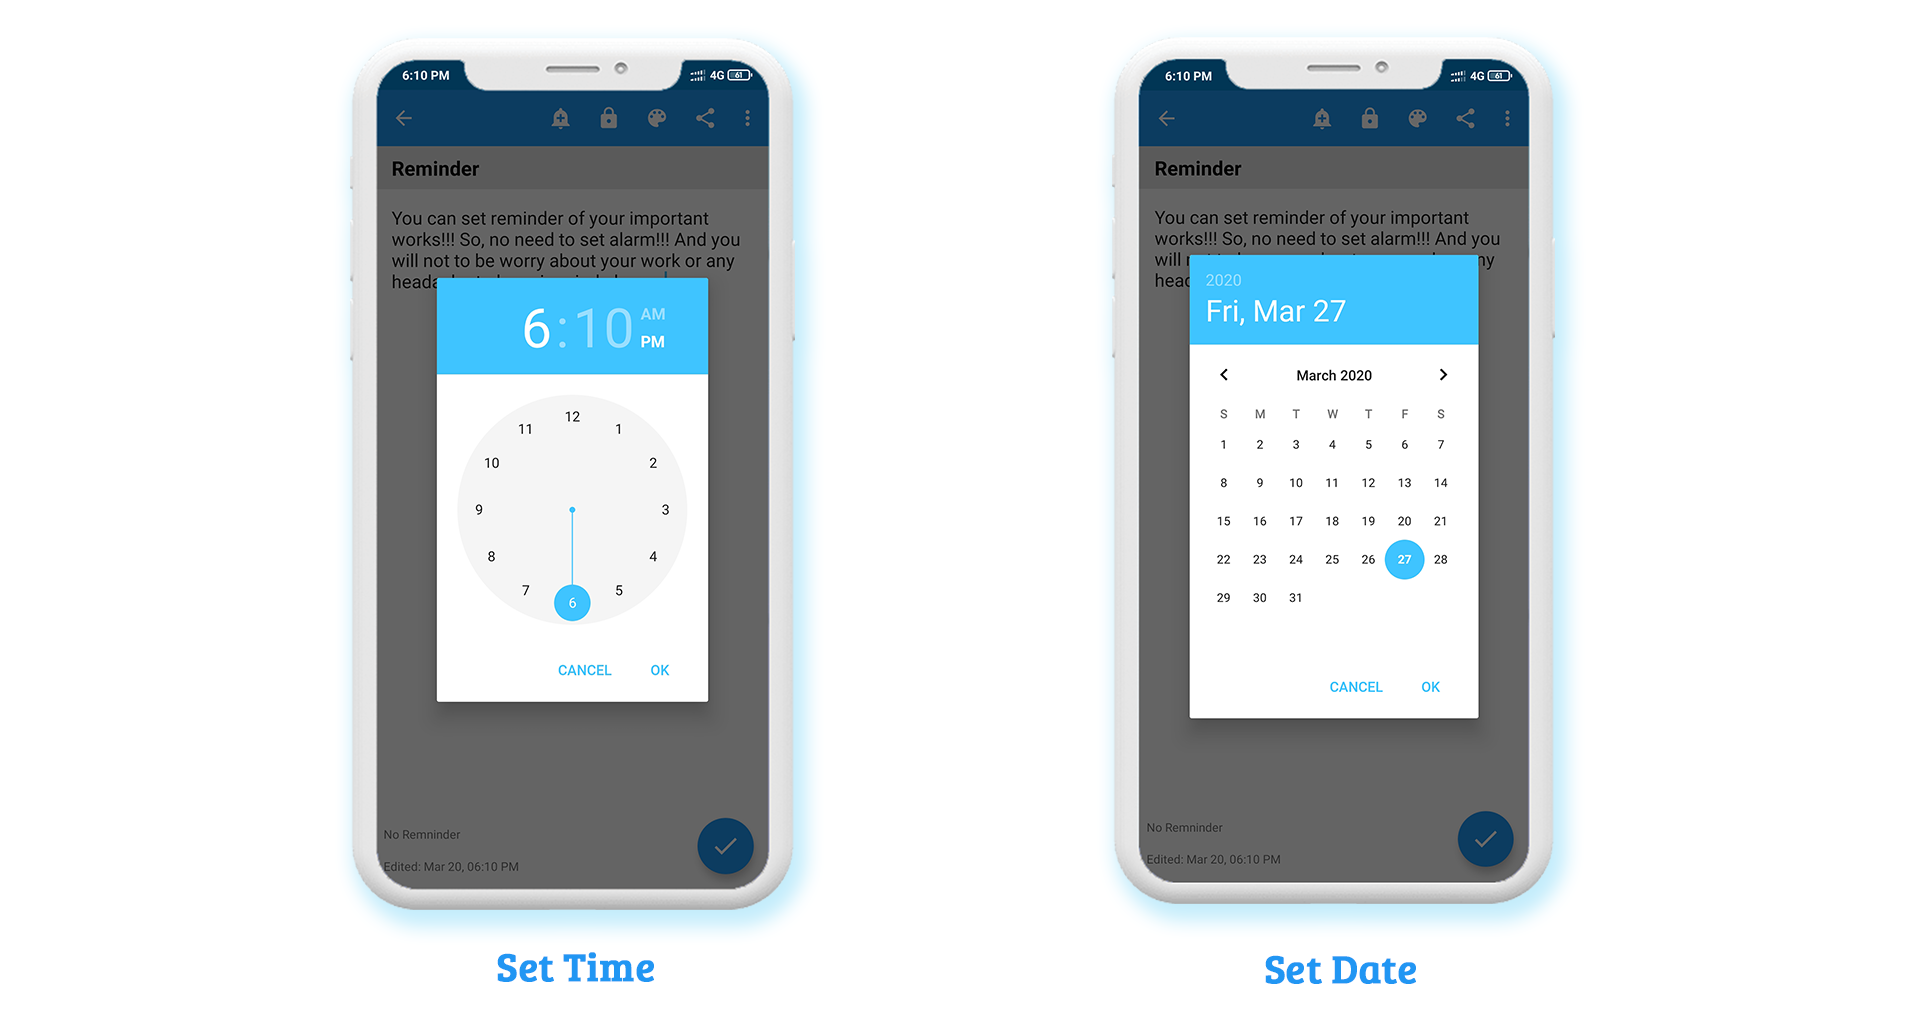 6:10 PM
4G 61
Reminder
You can set reminder of your important
works!!! So, no need to set alarm!!! And you
will not to be worry about your work or any
6:10 AM
PM
12
11 1
10 2
9 3
8 4
7 5
6
CANCEL OK
No Remninder
Edited: Mar 20, 06:10 PM
Set Time
6:10 PM
4G 61
Reminder
You can set reminder of your important
works!!! So, no need to set alarm!!! And you
will
2020
Fri, Mar 27
March 2020
S M T W T F S
1 2 3 4 5 6 7
8 9 10 11 12 13 14
15 16 17 18 19 20 21
22 23 24 25 26 27 28
29 30 31
CANCEL OK
No Remninder
Edited: Mar 20, 06:10 PM
Set Date